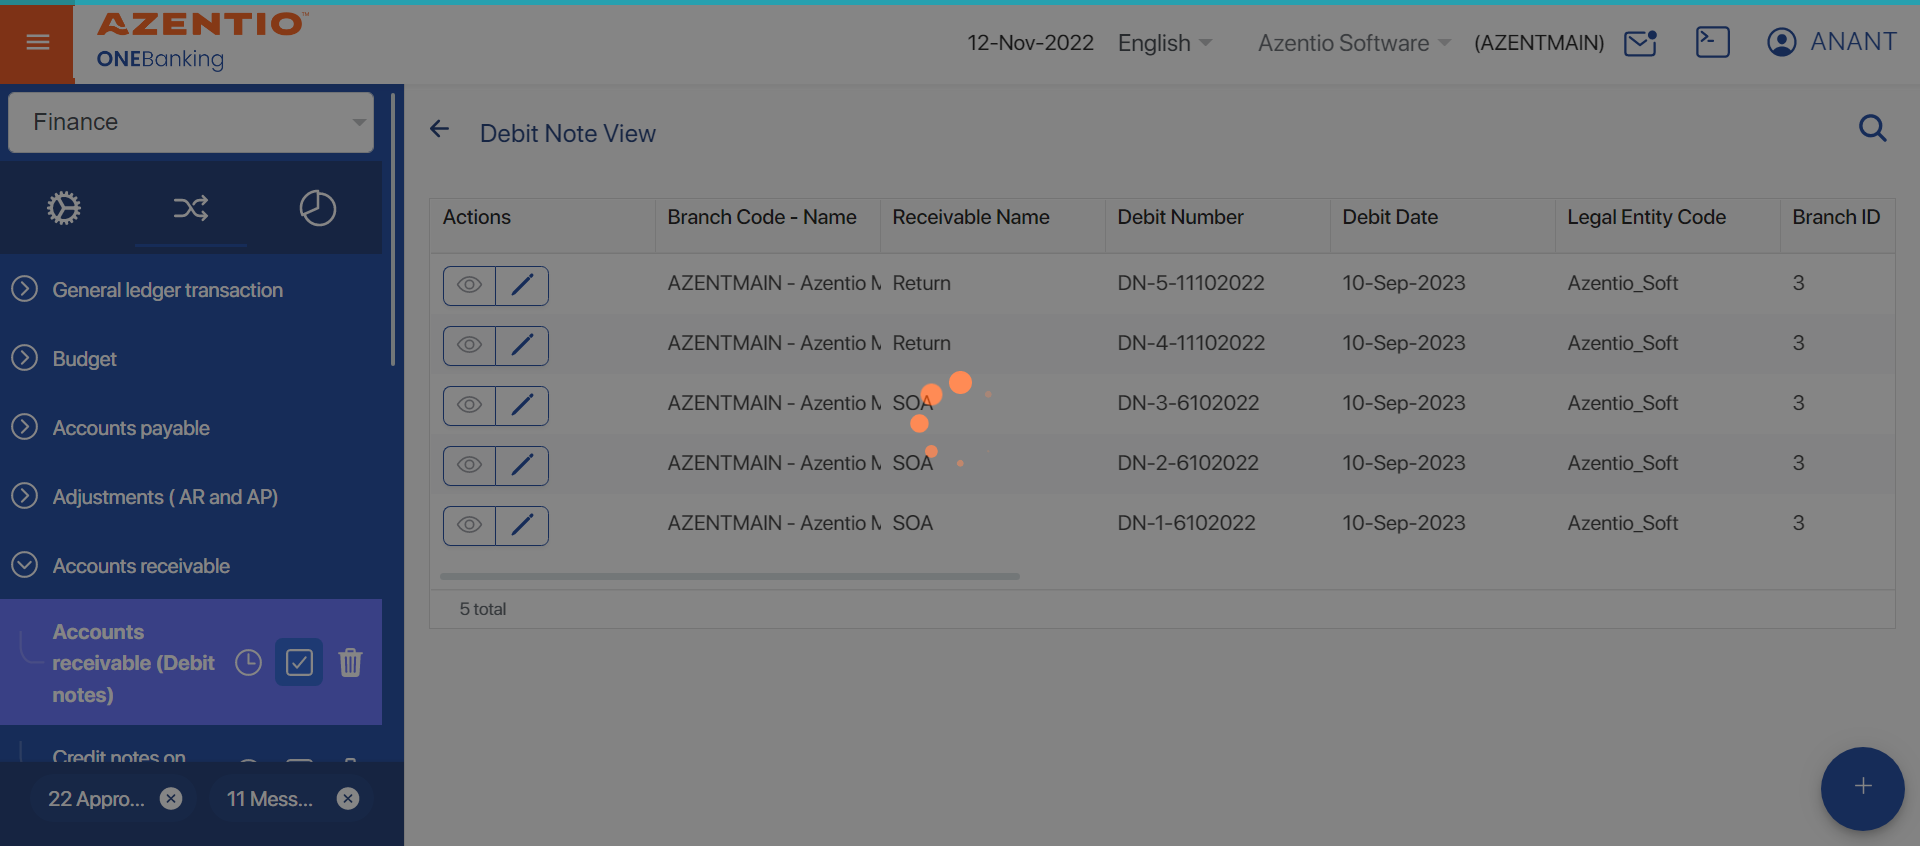 AZENTIO™
ONEBanking
12-Nov-2022 English Azentio Software (AZENTMAIN) ANANT
Finance
General ledger transaction
Budget
Accounts payable
Adjustments ( AR and AP)
Accounts receivable
Accounts
receivable (Debit
notes)
Credit notes on
22 Appro...
11 Mess...
Debit Note View
Actions Branch Code - Name Receivable Name Debit Number Debit Date Legal Entity Code Branch ID
AZENTMAIN - Azentio M Return DN-5-11102022 10-Sep-2023 Azentio_Soft 3
AZENTMAIN - Azentio M Return DN-4-11102022 10-Sep-2023 Azentio_Soft 3
AZENTMAIN - Azentio M SOA DN-3-6102022 10-Sep-2023 Azentio_Soft 3
AZENTMAIN - Azentio M SOA DN-2-6102022 10-Sep-2023 Azentio_Soft 3
AZENTMAIN - Azentio M SOA DN-1-6102022 10-Sep-2023 Azentio_Soft 3
5 total